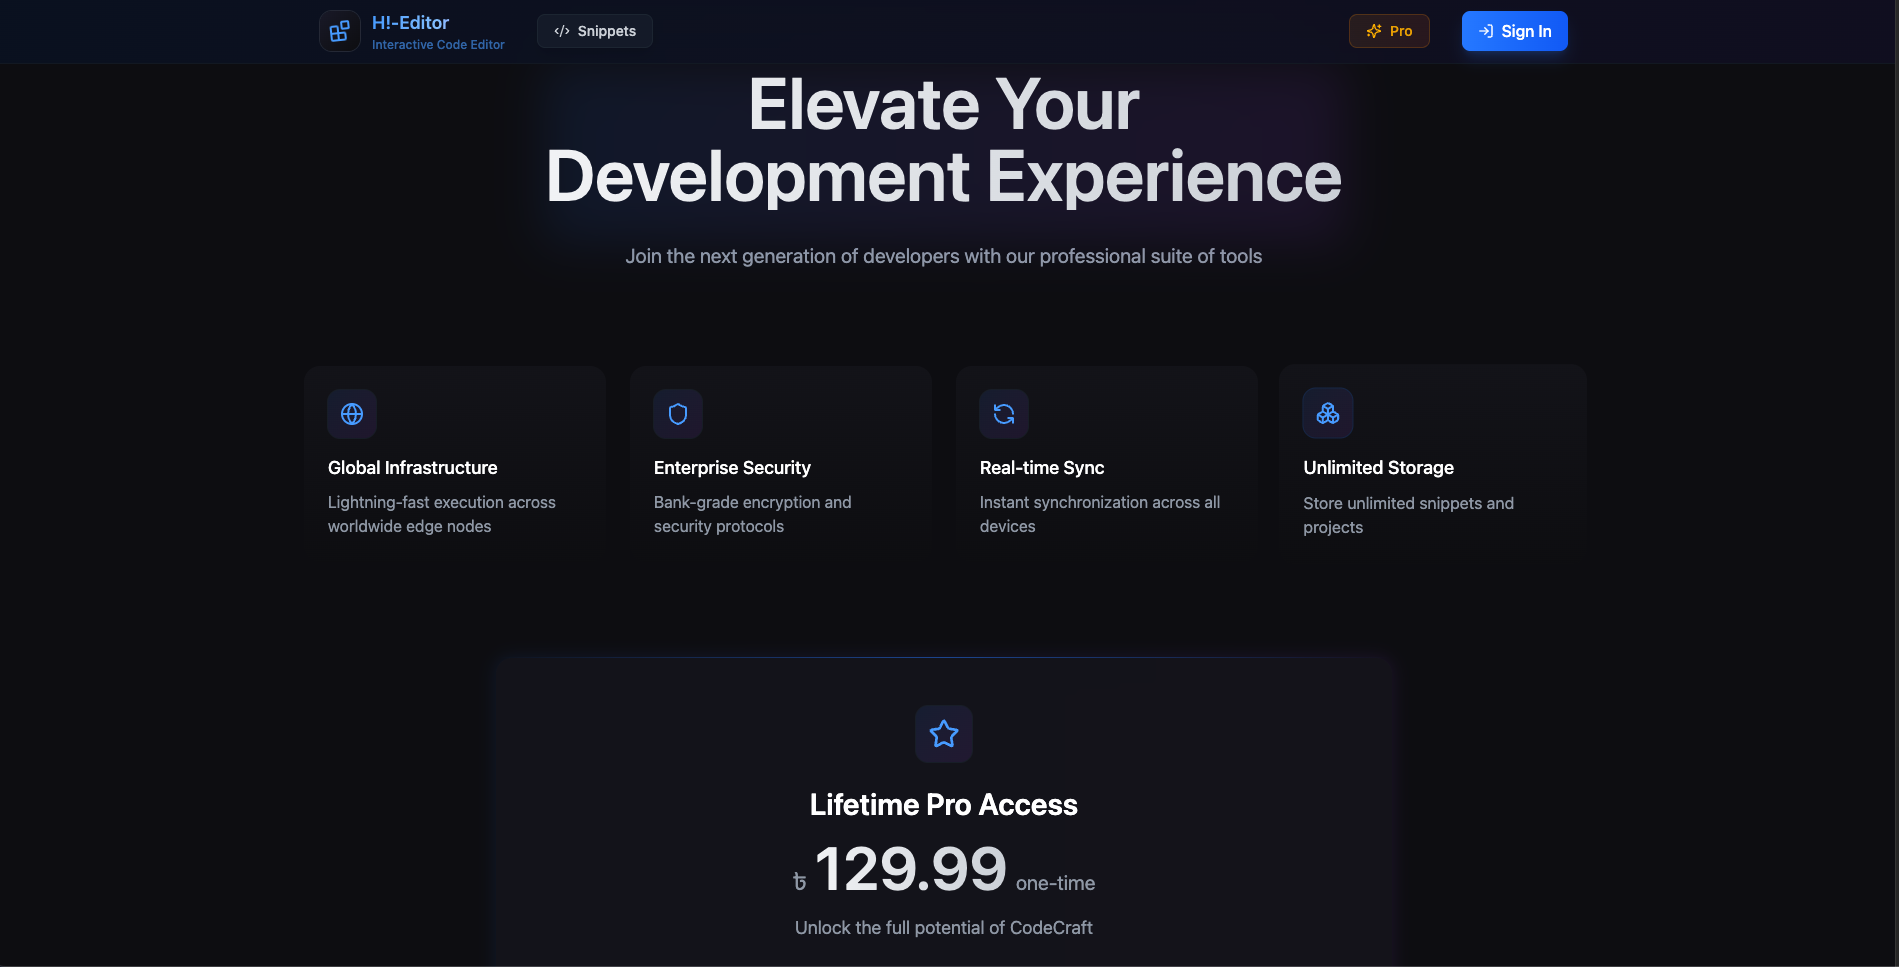 H!-Editor
Interactive Code Editor
</> Snippets
Pro
Sign In
Elevate Your
Development Experience
Join the next generation of developers with our professional suite of tools
Global Infrastructure
Lightning-fast execution across
worldwide edge nodes
Enterprise Security
Bank-grade encryption and
security protocols
Real-time Sync
Instant synchronization across all
devices
Unlimited Storage
Store unlimited snippets and
projects
Lifetime Pro Access
৳ 129.99 one-time
Unlock the full potential of CodeCraft